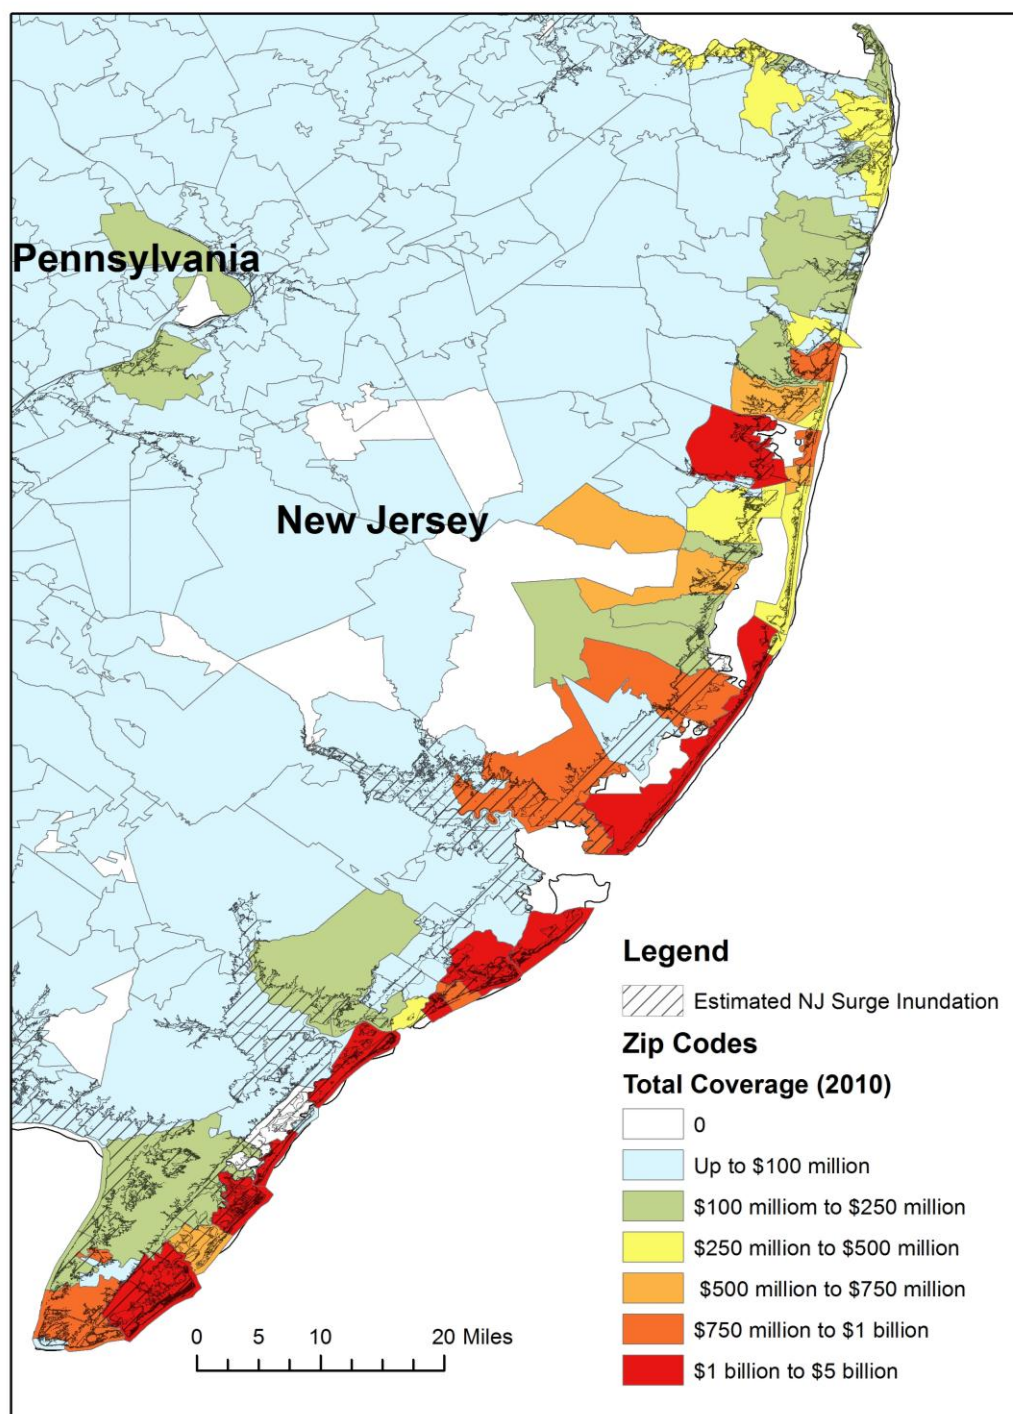 Pennsylvania
New Jersey
Legend
Estimated NJ Surge Inundation
Zip Codes
Total Coverage (2010)
0
Up to $100 million
$100 milliom to $250 million
$250 million to $500 million
$500 million to $750 million
$750 million to $1 billion
$1 billion to $5 billion
0 5 10 20 Miles